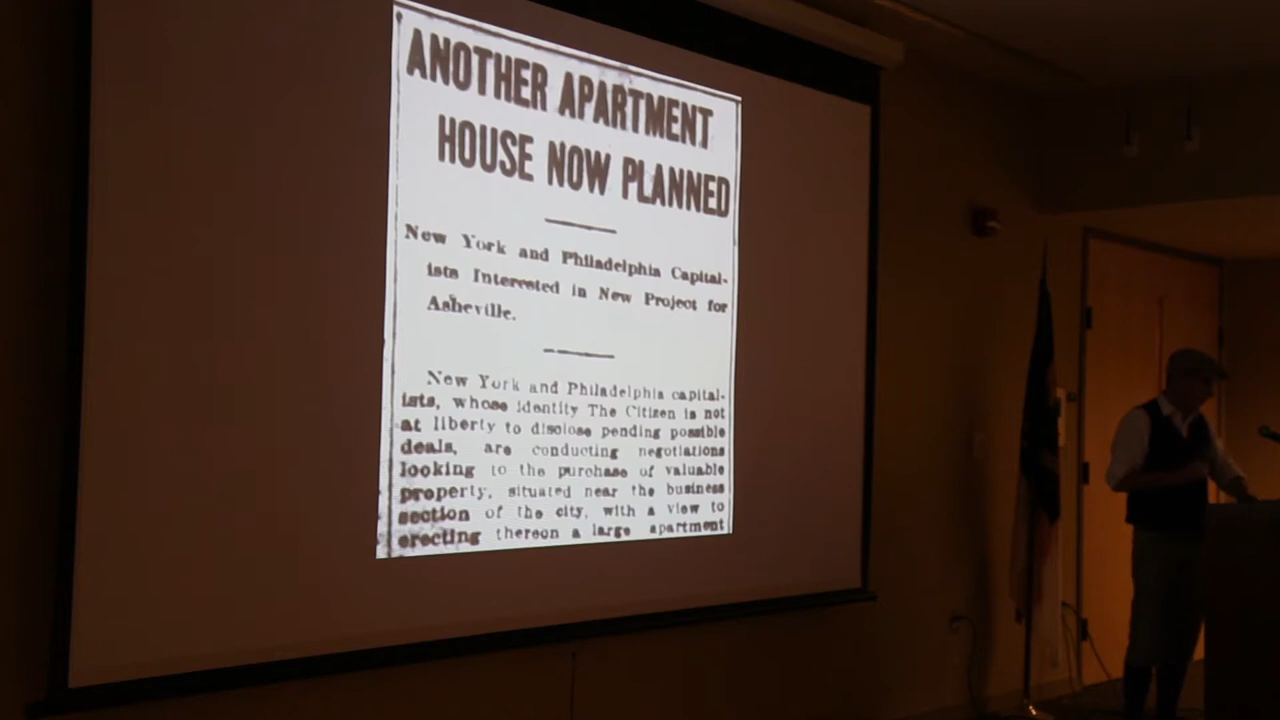 ANOTHER APARTMENT
HOUSE NOW PLANNED
New York and Philadelphia Capital-
ists Interested in New Project for
Asheville.
New York and Philadelphia capital-
ists, whose identity The Citizen is not
at liberty to disclose pending possible
deals, are conducting negotiations
looking to the purchase of valuable
property, situated near the business
section of the city, with a view to
erecting thereon a large apartment